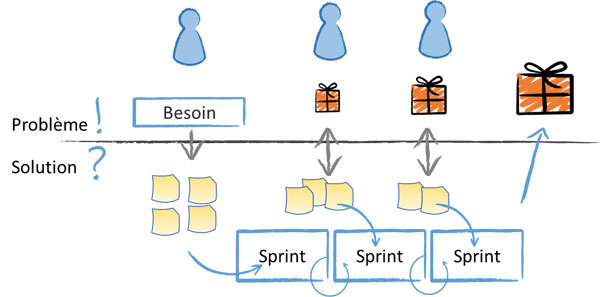 Besoin
Problème !
Solution ?
Sprint
Sprint
Sprint